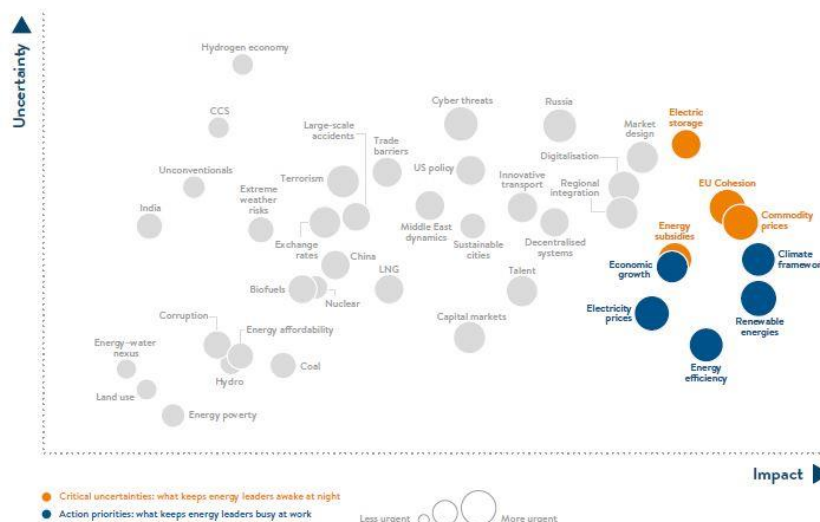 Uncertainty
Hydrogen economy
CCS
Large-scale
accidents
Trade
barriers
Cyber threats
Russia
Electric
storage
Market
design
Digitalisation
Unconventionals
Terrorism
US policy
Innovative
transport
Regional
integration
EU Cohesion
India
Extreme
weather
risks
Commodity
prices
Exchange
rates
Middle East
dynamics
Sustainable
cities
Decentralised
systems
Energy
subsidies
China
Economic
growth
Climate
framework
LNG
Talent
Biofuels
Nuclear
Electricity
prices
Renewable
energies
Corruption
Energy affordability
Capital markets
Energy-water
nexus
Hydro
Coal
Energy
efficiency
Land use
Energy poverty
Impact
Critical uncertainties: what keeps energy leaders awake at night
Action priorities: what keeps energy leaders busy at work
Less urgent
More urgent